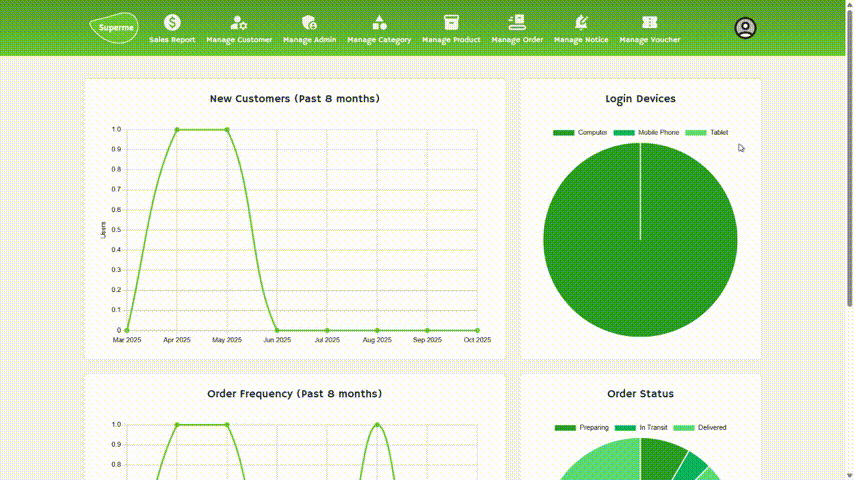 Superme
Sales Report
Manage Customer
Manage Admin
Manage Category
Manage Product
Manage Order
Manage Notice
Manage Voucher
New Customers (Past 8 months)
1.0
0.9
0.8
0.7
0.6
0.5
0.4
0.3
0.2
0.1
0
Users
Mar 2025 Apr 2025 May 2025 Jun 2025 Jul 2025 Aug 2025 Sep 2025 Oct 2025
Login Devices
Computer Mobile Phone Tablet
Order Frequency (Past 8 months)
1.0
0.9
0.8
Order Status
Preparing In Transit Delivered